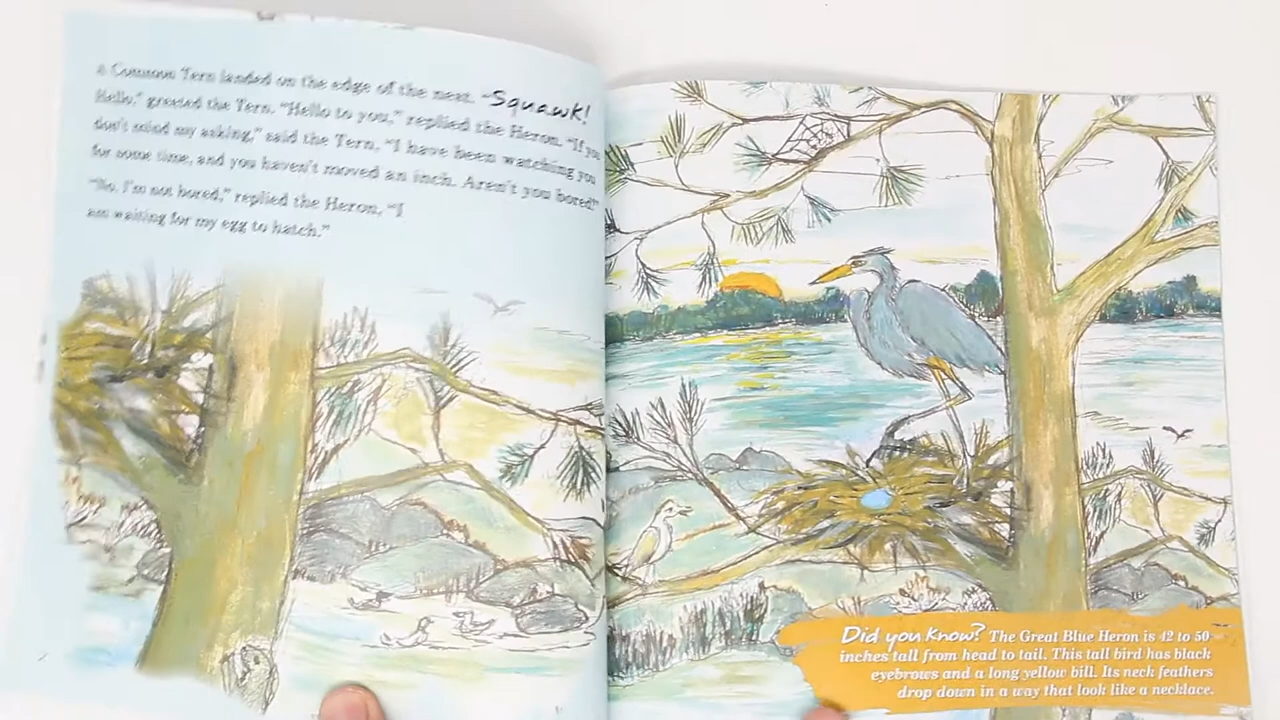 A Common Tern landed on the edge of the nest. "Squawk!
Hello," greeted the Tern. "Hello to you," replied the Heron. "If you
don't mind my asking," said the Tern, "I have been watching you
for some time, and you haven't moved an inch. Aren't you bored?"
"No, I'm not bored," replied the Heron, "I
am waiting for my egg to hatch."
Did you know? The Great Blue Heron is 42 to 50
inches tall from head to tail. This tall bird has black
eyebrows and a long yellow bill. Its neck feathers
drop down in a way that look like a necklace.